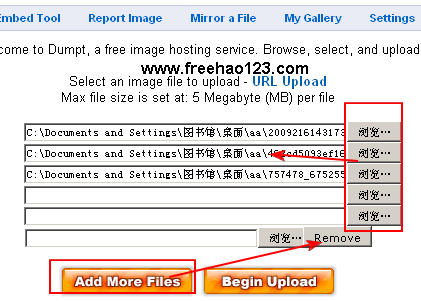 Embed Tool Report Image Mirror a File My Gallery Settings
come to Dumpt, a free image hosting service. Browse, select, and upload
www.freehao123.com
Select an image file to upload - URL Upload
Max file size is set at: 5 Megabyte (MB) per file
C:\Documents and Settings\图书馆\桌面\aa\2009216143173 浏览…
C:\Documents and Settings\图书馆\桌面\aa\ 浏览…
C:\Documents and Settings\图书馆\桌面\aa\757478_675255 浏览…
浏览…
浏览…
浏览… Remove
Add More Files Begin Upload